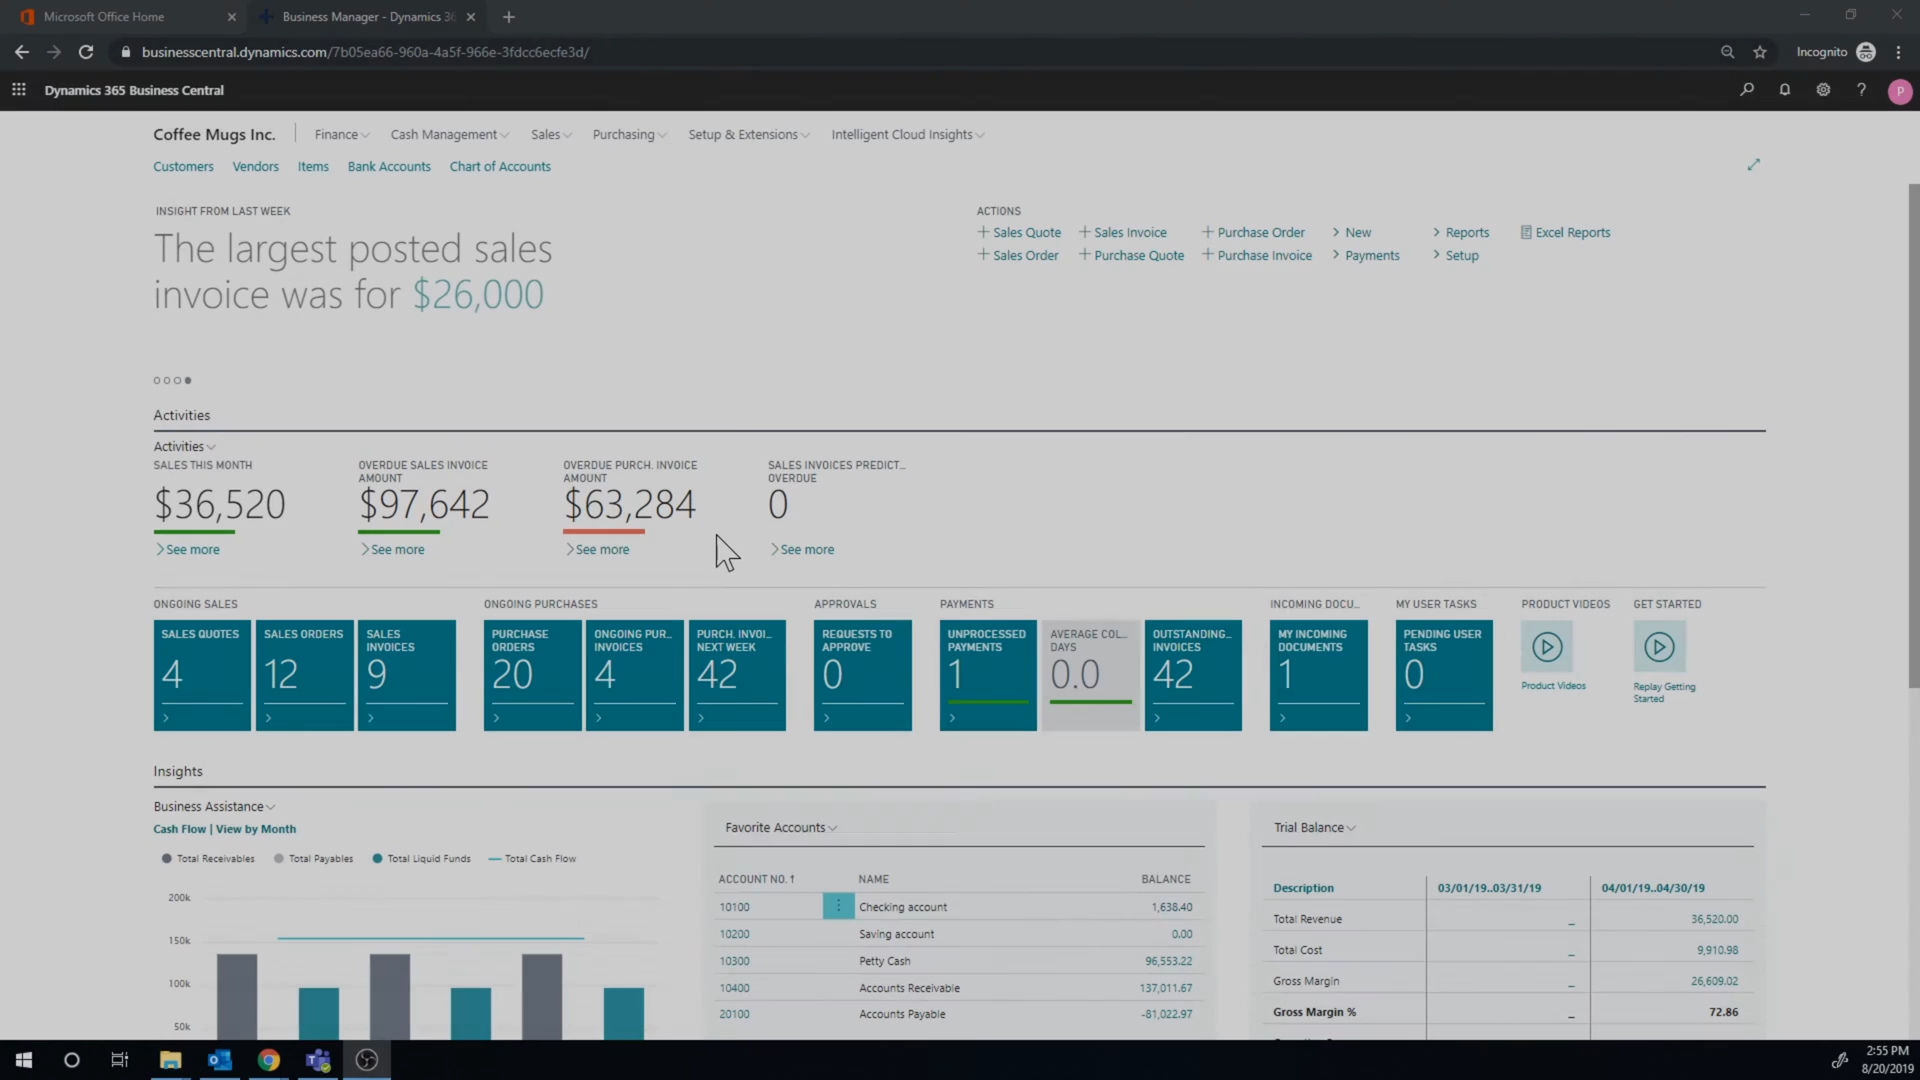 Microsoft Office Home
Business Manager - Dynamics 36
businesscentral.dynamics.com/7b05ea66-960a-4a5f-966e-3fdcc6ecfe3d/
Incognito
Dynamics 365 Business Central
P
Coffee Mugs Inc.
Finance Cash Management Sales Purchasing Setup & Extensions Intelligent Cloud Insights
Customers Vendors Items Bank Accounts Chart of Accounts
INSIGHT FROM LAST WEEK
The largest posted sales
invoice was for $26,000
ACTIONS
+ Sales Quote + Sales Invoice + Purchase Order > New > Reports Excel Reports
+ Sales Order + Purchase Quote + Purchase Invoice > Payments > Setup
Activities
Activities
SALES THIS MONTH
$36,520
>See more
OVERDUE SALES INVOICE
AMOUNT
$97,642
>See more
OVERDUE PURCH. INVOICE
AMOUNT
$63,284
>See more
SALES INVOICES PREDICT...
OVERDUE
0
>See more
ONGOING SALES
SALES QUOTES
4
>
SALES ORDERS
12
>
SALES
INVOICES
9
>
ONGOING PURCHASES
PURCHASE
ORDERS
20
>
ONGOING PUR...
INVOICES
4
>
PURCH. INVOI...
NEXT WEEK
42
>
APPROVALS
REQUESTS TO
APPROVE
0
>
PAYMENTS
UNPROCESSED
PAYMENTS
1
>
AVERAGE COL...
DAYS
0.0
OUTSTANDING...
INVOICES
42
>
INCOMING DOCU...
MY INCOMING
DOCUMENTS
1
>
MY USER TASKS
PENDING USER
TASKS
0
>
PRODUCT VIDEOS
Product Videos
GET STARTED
Replay Getting
Started
Insights
Business Assistance
Cash Flow | View by Month
Total Receivables Total Payables Total Liquid Funds Total Cash Flow
200k
150k
100k
50k
Favorite Accounts
ACCOUNT NO. ↑ NAME BALANCE
10100 Checking account 1,638.40
10200 Saving account 0.00
10300 Petty Cash 96,553.22
10400 Accounts Receivable 137,011.67
20100 Accounts Payable -81,022.97
Trial Balance
Description 03/01/19..03/31/19 04/01/19..04/30/19
Total Revenue _ 36,520.00
Total Cost _ 9,910.98
Gross Margin _ 26,609.02
Gross Margin % _ 72.86
2:55 PM
8/20/2019